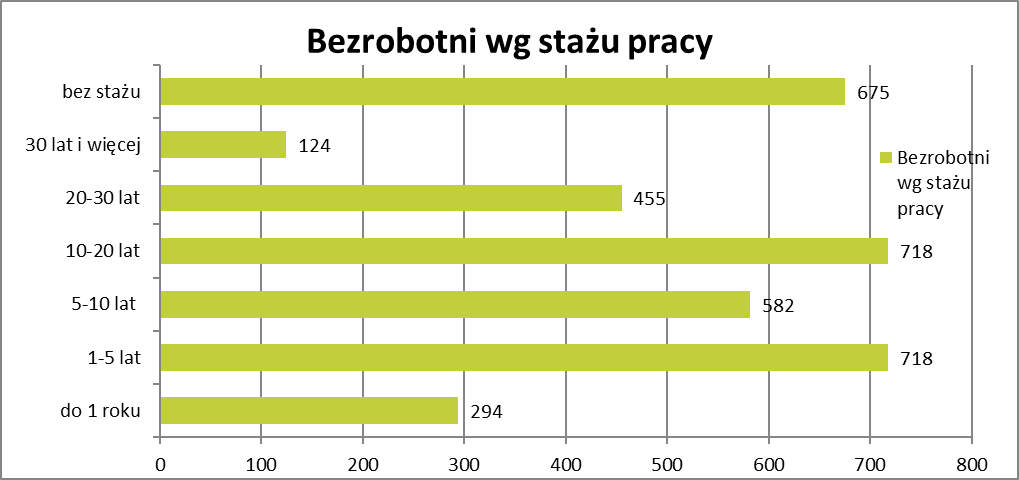 Bezrobotni wg stażu pracy
bez stażu 675
30 lat i więcej 124
20-30 lat 455
10-20 lat 718
5-10 lat 582
1-5 lat 718
do 1 roku 294
0 100 200 300 400 500 600 700 800
Bezrobotni
wg stażu
pracy